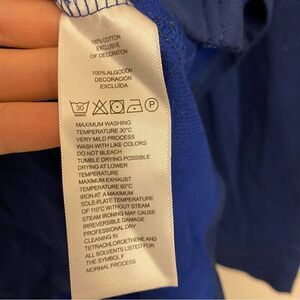 100% COTTON
EXCLUSIVE
OF DECORATION
100% ALGODÓN
DECORACIÓN
EXCLUÍDA
30 P
MAXIMUM WASHING
TEMPERATURE 30°C
VERY MILD PROCESS
WASH WITH LIKE COLORS
DO NOT BLEACH
TUMBLE DRYING POSSIBLE
DRYING AT LOWER
TEMPERATURE
MAXIMUM EXHAUST
TEMPERATURE 60°C
IRON AT A MAXIMUM
SOLE-PLATE TEMPERATURE
OF 110°C WITHOUT STEAM
STEAM IRONING MAY CAUSE
IRREVERSIBLE DAMAGE
PROFESSIONAL DRY
CLEANING IN
TETRACHLOROETHENE AND
ALL SOLVENTS LISTED FOR
THE SYMBOL F
NORMAL PROCESS